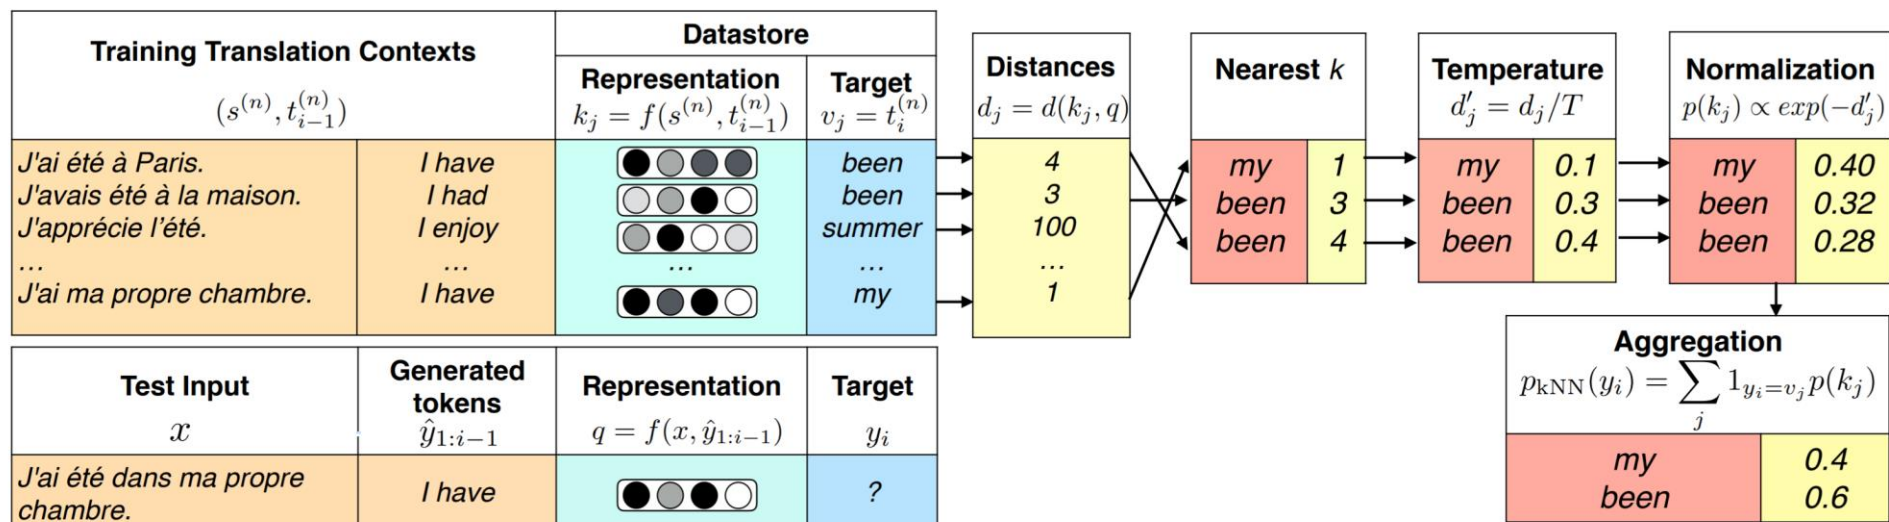 Training Translation Contexts
(s^{(n)}, t_{i-1}^{(n)})
Datastore
Representation
k_j = f(s^{(n)}, t_{i-1}^{(n)})
Target
v_j = t_i^{(n)}
J'ai été à Paris. I have been
J'avais été à la maison. I had been
J'apprécie l'été. I enjoy summer
... ... ... ...
J'ai ma propre chambre. I have my
Distances
d_j = d(k_j, q)
4
3
100
...
1
Nearest k
my 1
been 3
been 4
Temperature
d'_j = d_j/T
my 0.1
been 0.3
been 0.4
Normalization
p(k_j) ∝ exp(−d'_j)
my 0.40
been 0.32
been 0.28
Aggregation
p_{kNN}(y_i) = ∑_j 1_{y_i=v_j} p(k_j)
my 0.4
been 0.6
Test Input
x
Generated
tokens
ŷ_{1:i−1}
Representation
q = f(x, ŷ_{1:i−1})
Target
y_i
J'ai été dans ma propre
chambre.
I have
?